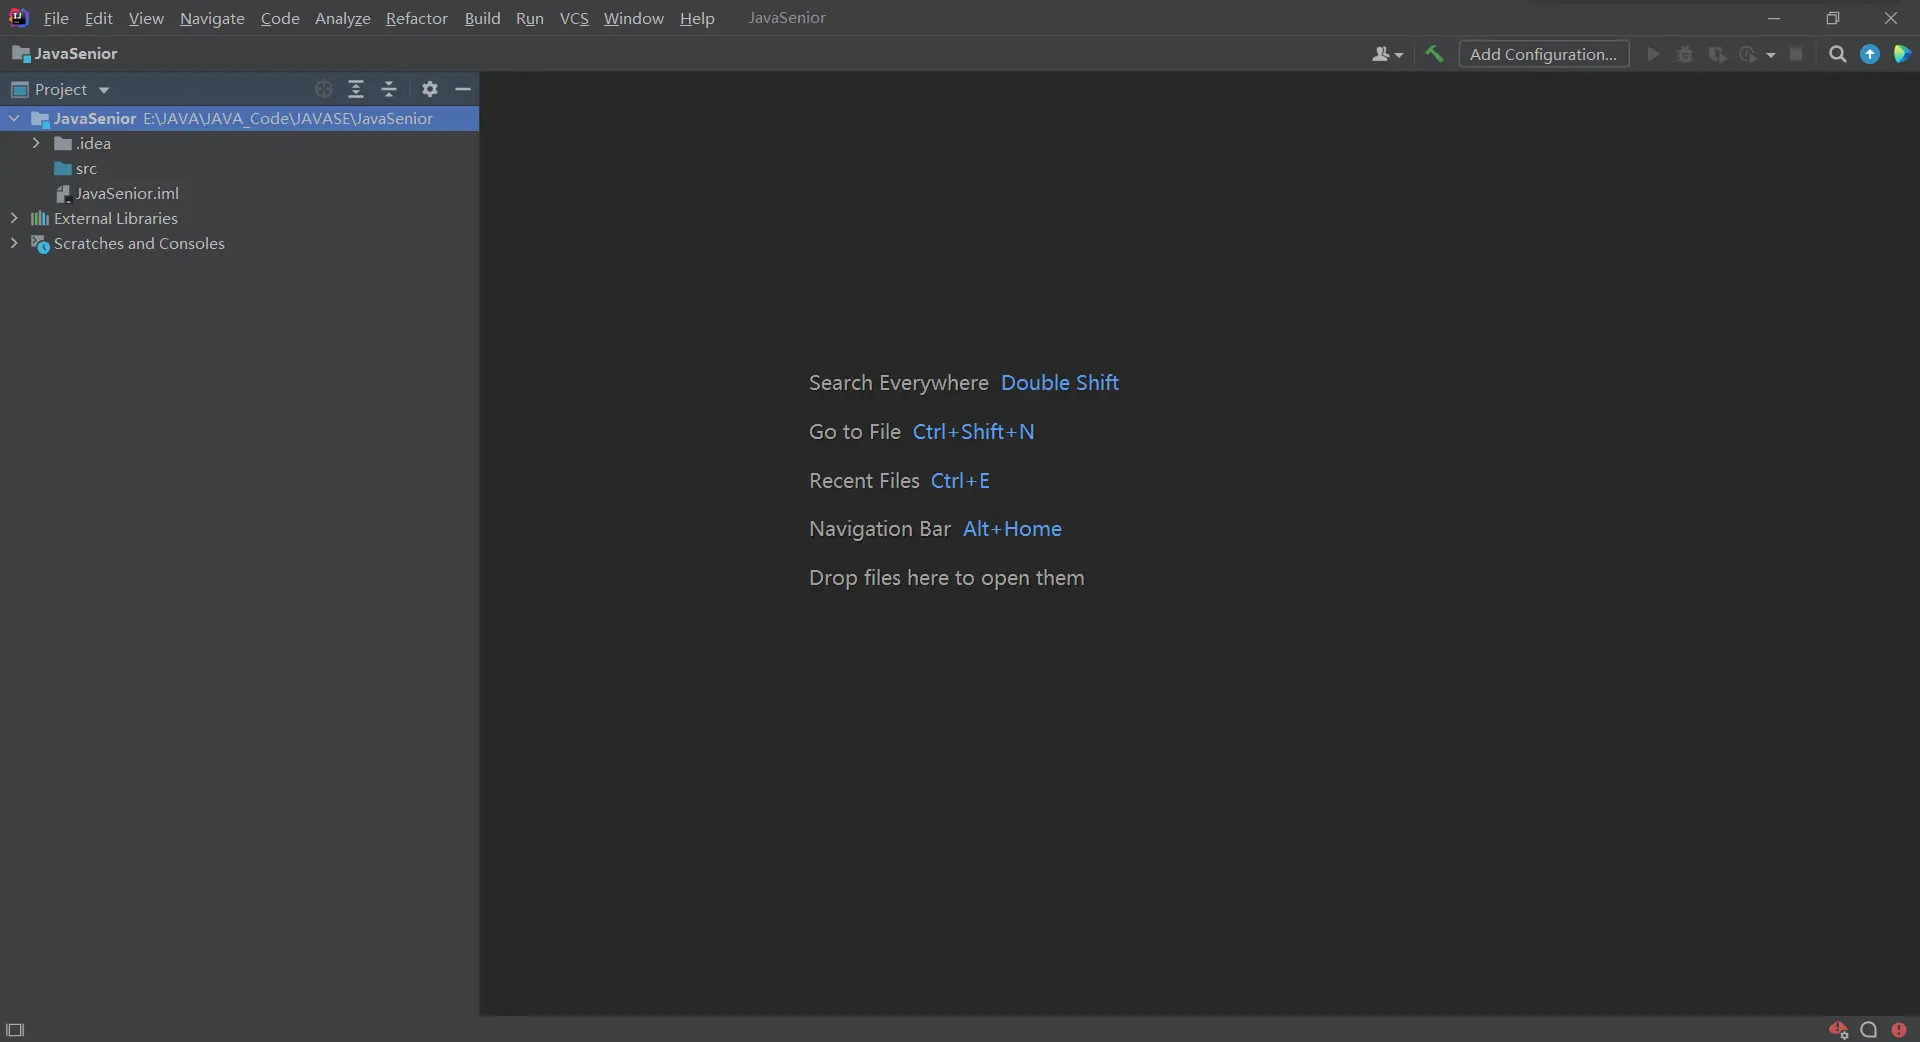 File Edit View Navigate Code Analyze Refactor Build Run VCS Window Help JavaSenior
JavaSenior
Add Configuration...
Project
JavaSenior E:\JAVA\JAVA_Code\JAVASE\JavaSenior
.idea
src
JavaSenior.iml
External Libraries
Scratches and Consoles
Search Everywhere Double Shift
Go to File Ctrl+Shift+N
Recent Files Ctrl+E
Navigation Bar Alt+Home
Drop files here to open them